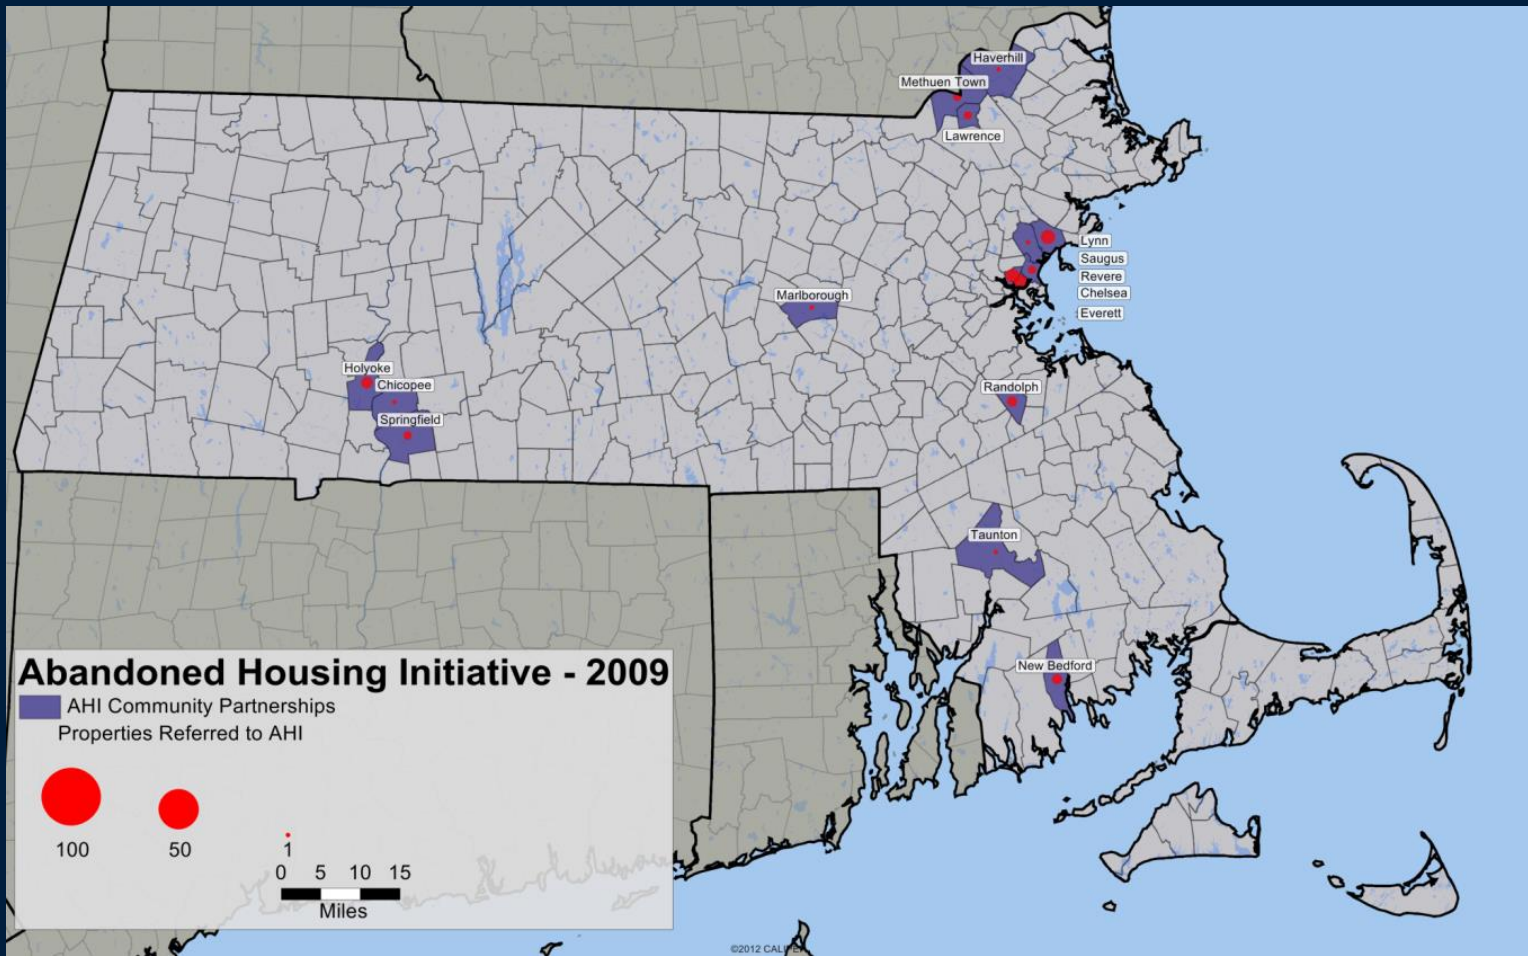 Haverhill
Methuen Town
Lawrence
Lynn
Saugus
Revere
Chelsea
Everett
Marlborough
Holyoke
Chicopee
Springfield
Randolph
Taunton
New Bedford
Abandoned Housing Initiative - 2009
AHI Community Partnerships
Properties Referred to AHI
100 50 1
0 5 10 15
Miles
©2012